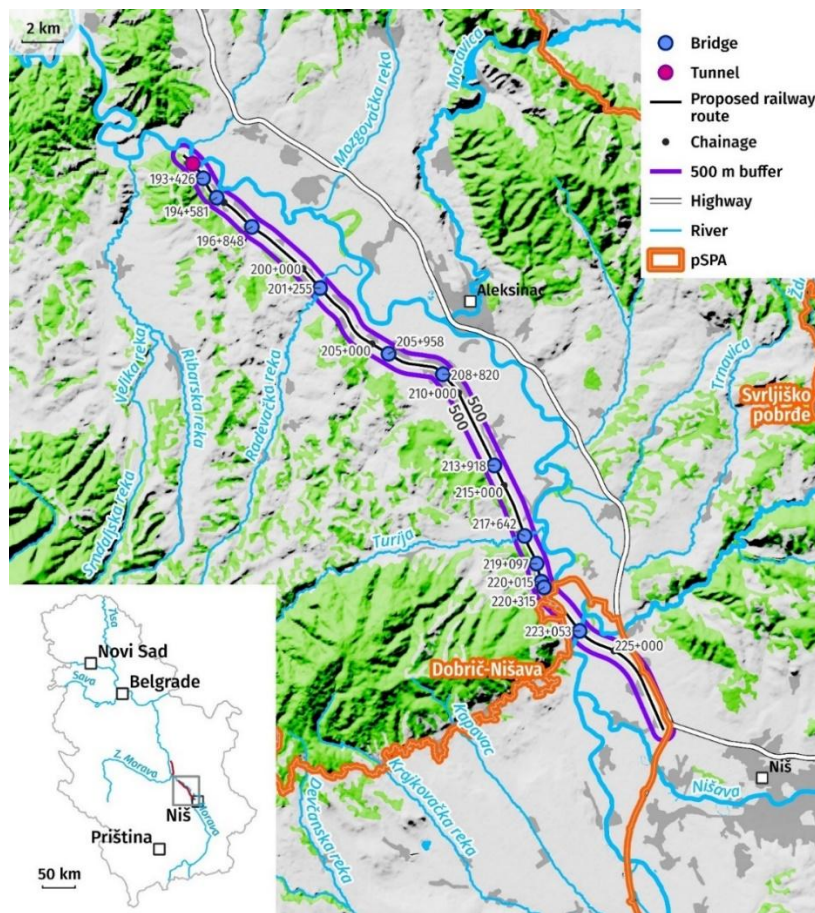 2 km
Bridge
Tunnel
Proposed railway
route
Chainage
500 m buffer
Highway
River
pSPA
Moravica
Mozgovačka reka
193+426
194+581
196+848
200+000
201+255
Aleksinac
205+958
205+000
208+820
210+000
500
500
Velika reka
Ribarska reka
Radevačka reka
Srndaljska reka
Trnavica
Svrljiško
pobrđe
213+918
215+000
217+642
Turija
219+097
220+015
220+315
223+053
225+000
Dobrič-Nišava
Kapavac
Krojkovačka reka
Devčanska reka
Niš
Nišava
Tisa
Novi Sad
Sava
Belgrade
Z. Morava
Niš
Morava
Priština
50 km